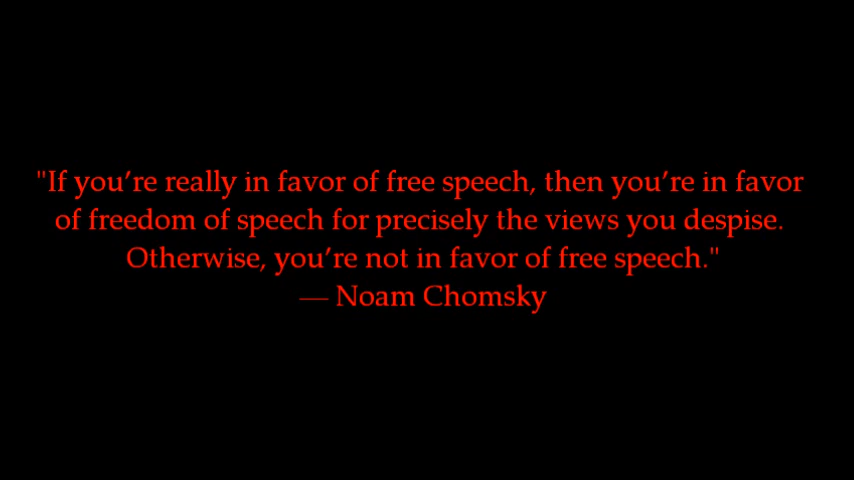 "If you’re really in favor of free speech, then you’re in favor
of freedom of speech for precisely the views you despise.
Otherwise, you’re not in favor of free speech."
— Noam Chomsky